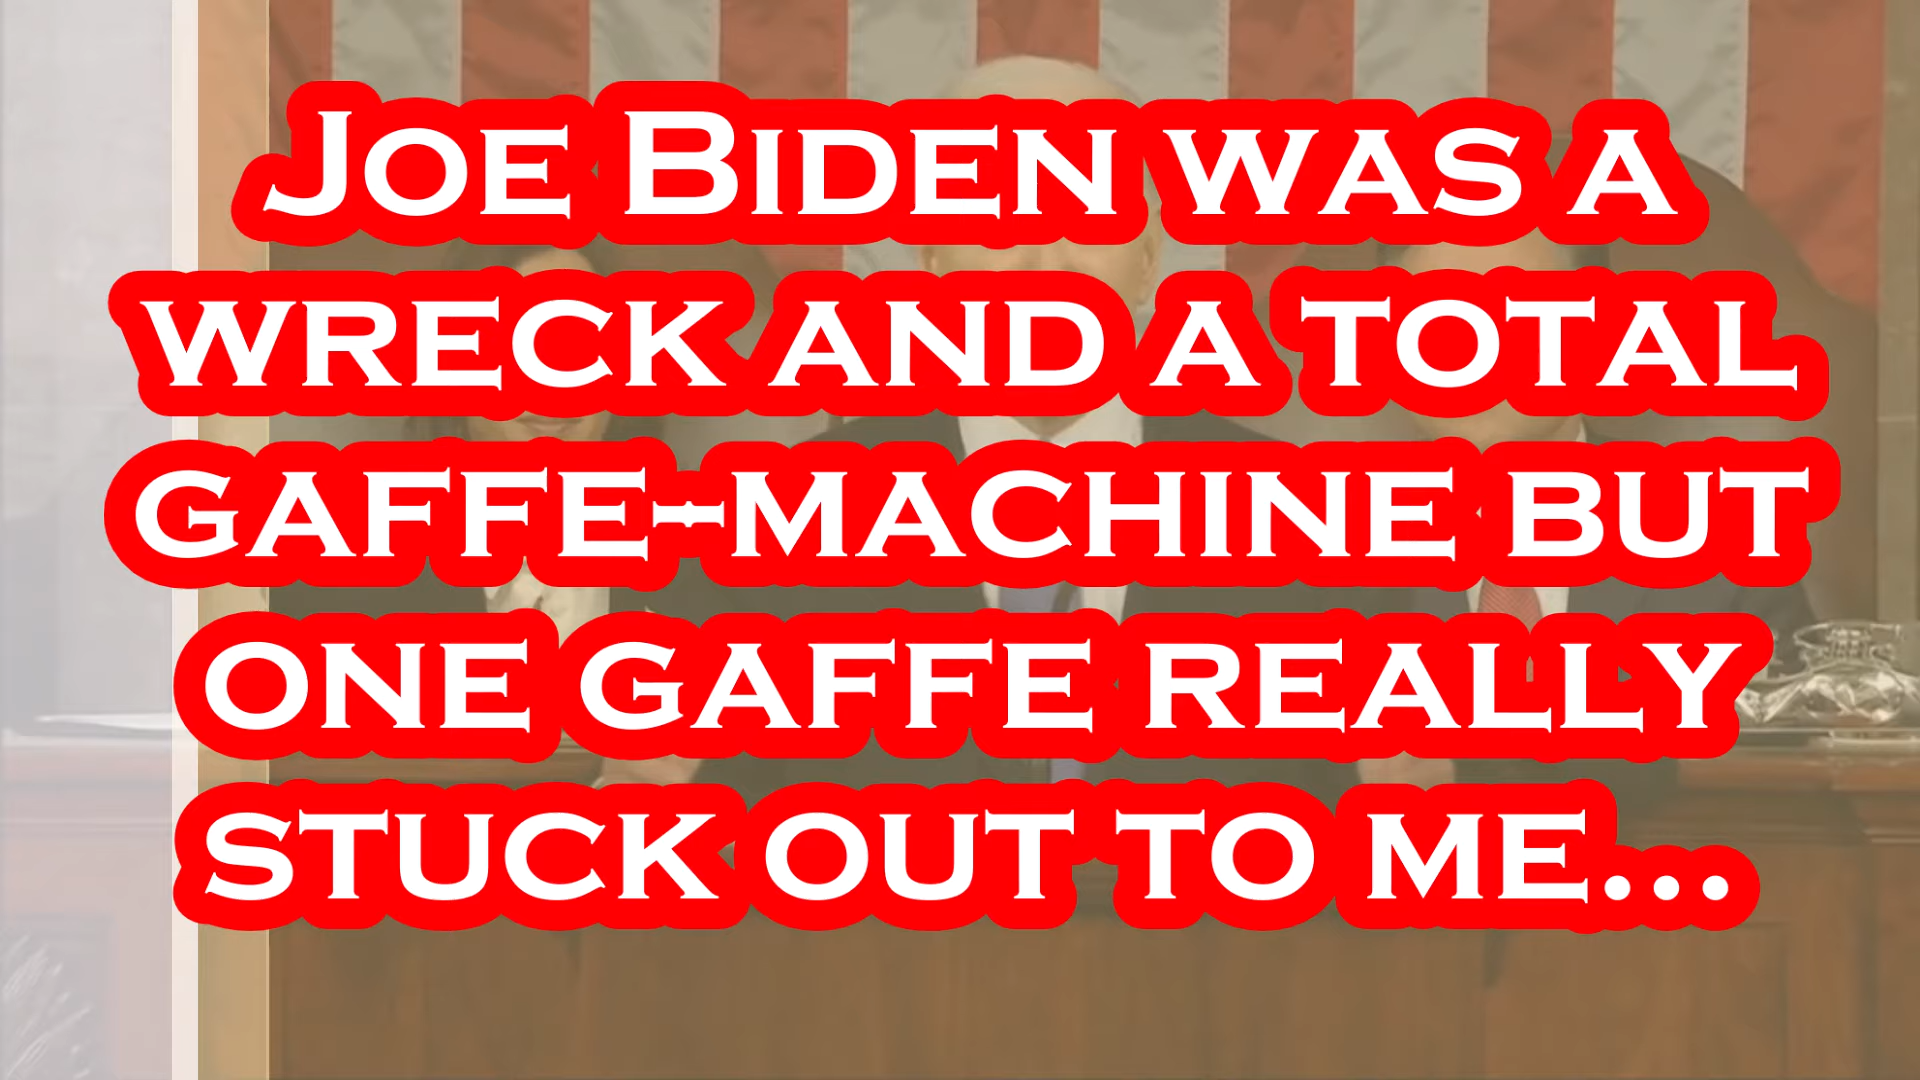 Joe Biden was a
wreck and a total
gaffe-machine but
one gaffe really
stuck out to me...